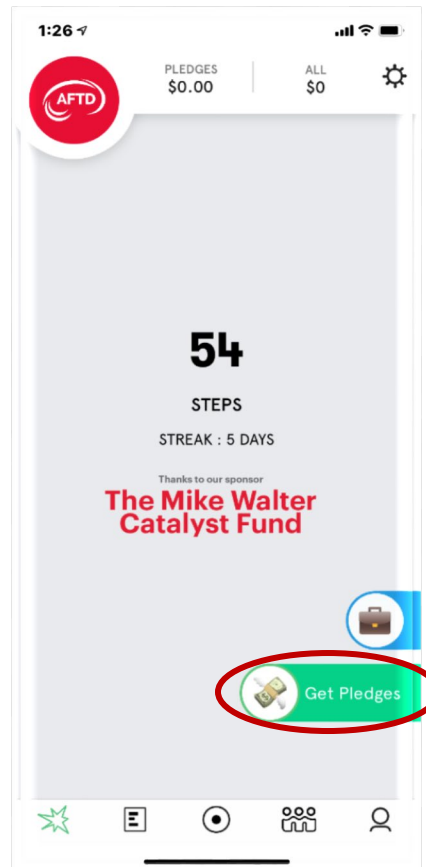 1:26
AFTD
PLEDGES
$0.00
ALL
$0
54
STEPS
STREAK : 5 DAYS
Thanks to our sponsor
The Mike Walter
Catalyst Fund
Get Pledges